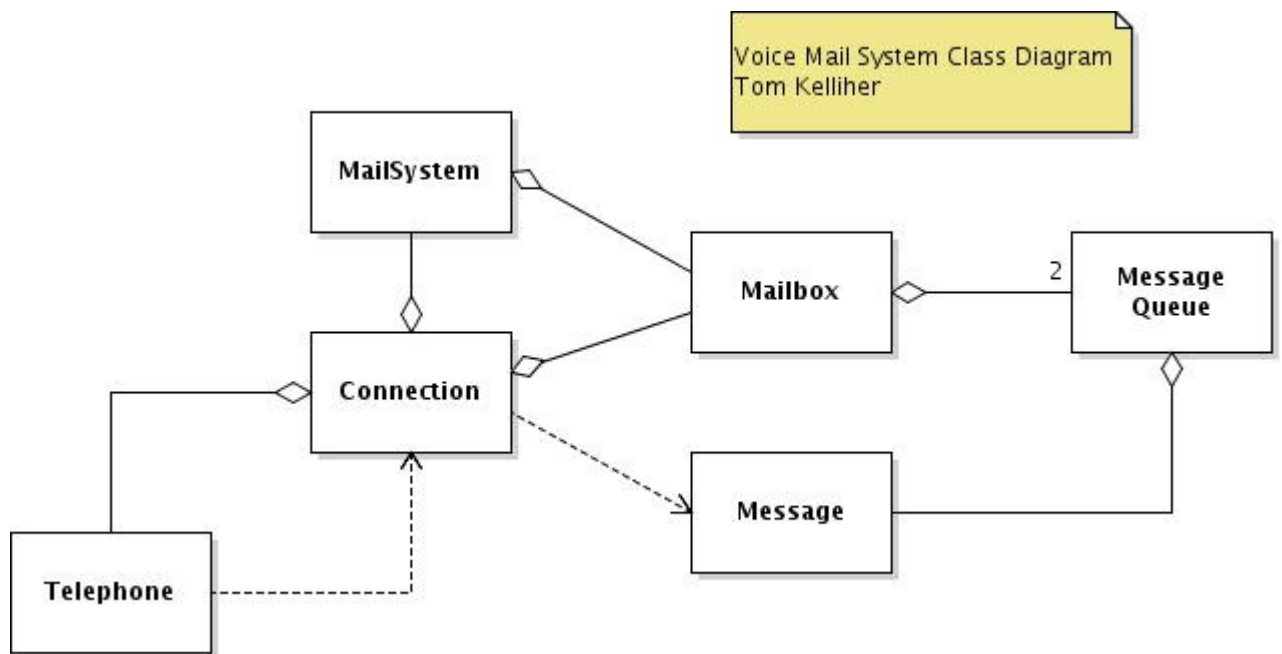 Voice Mail System Class Diagram
Tom Kelliher
MailSystem
Mailbox
2
Message
Queue
Connection
Message
Telephone